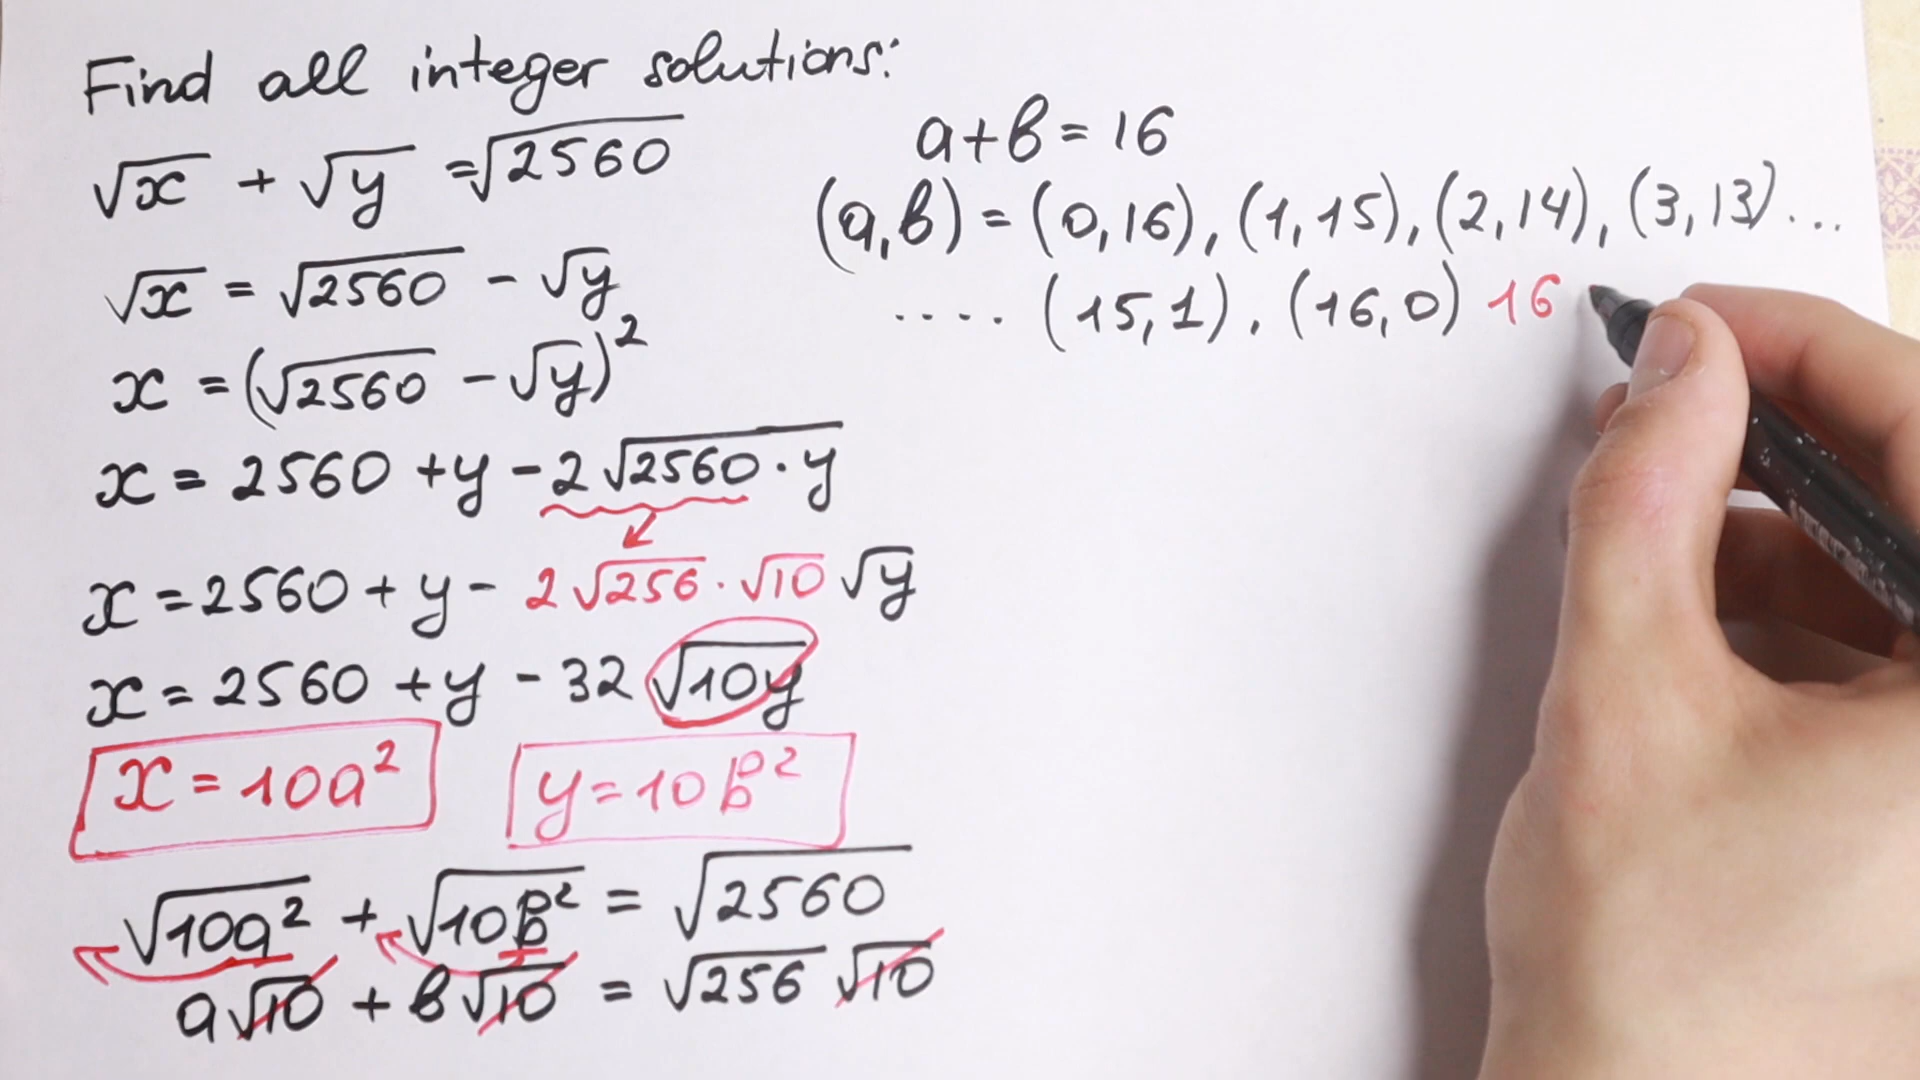 Find all integer solutions:
√x + √y = √2560
√x = √2560 - √y
x = (√2560 - √y)²
x = 2560 + y - 2√2560·y
x = 2560 + y - 2√256·√10 √y
x = 2560 + y - 32√10y
x = 10a² y = 10b²
√10a² + √10b² = √2560
a√10 + b√10 = √256 √10
a+b = 16
(a,b) = (0,16), (1,15), (2,14), (3,13)...
.... (15,1), (16,0) 16